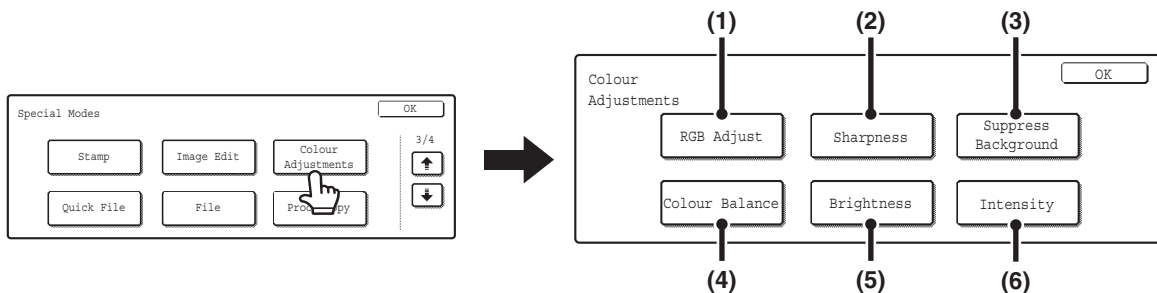 (1) (2) (3)
Special Modes OK
Stamp Image Edit Colour
Adjustments
3/4
Quick File File
Colour
Adjustments
OK
RGB Adjust Sharpness Suppress
Background
Colour Balance Brightness Intensity
(4) (5) (6)